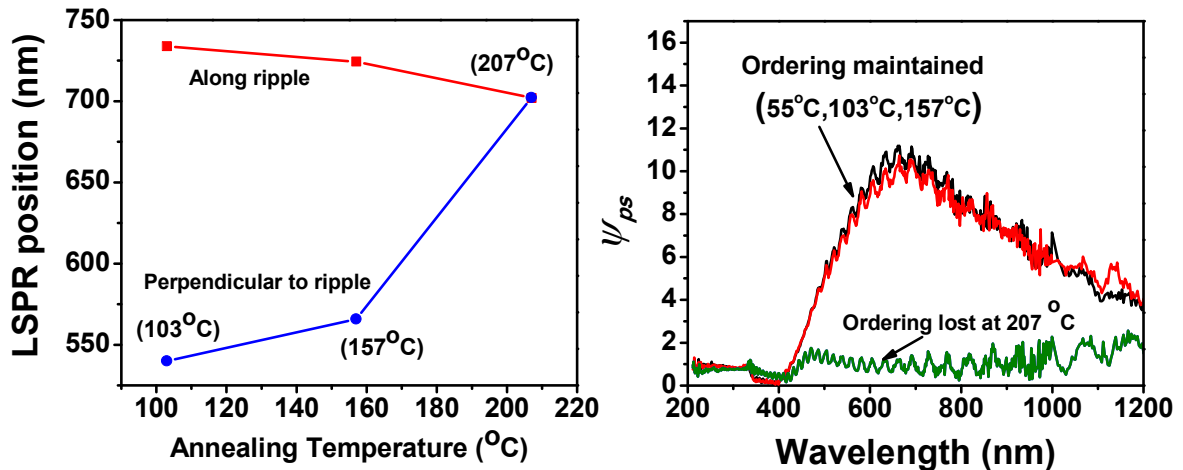 LSPR position (nm)
750
700
650
600
550
Along ripple
(207°C)
Perpendicular to ripple
(103°C)
(157°C)
100 120 140 160 180 200 220
Annealing Temperature (°C)
ψps
16
14
12
10
8
6
4
2
0
Ordering maintained
(55°C,103°C,157°C)
Ordering lost at 207 °C
200 400 600 800 1000 1200
Wavelength (nm)